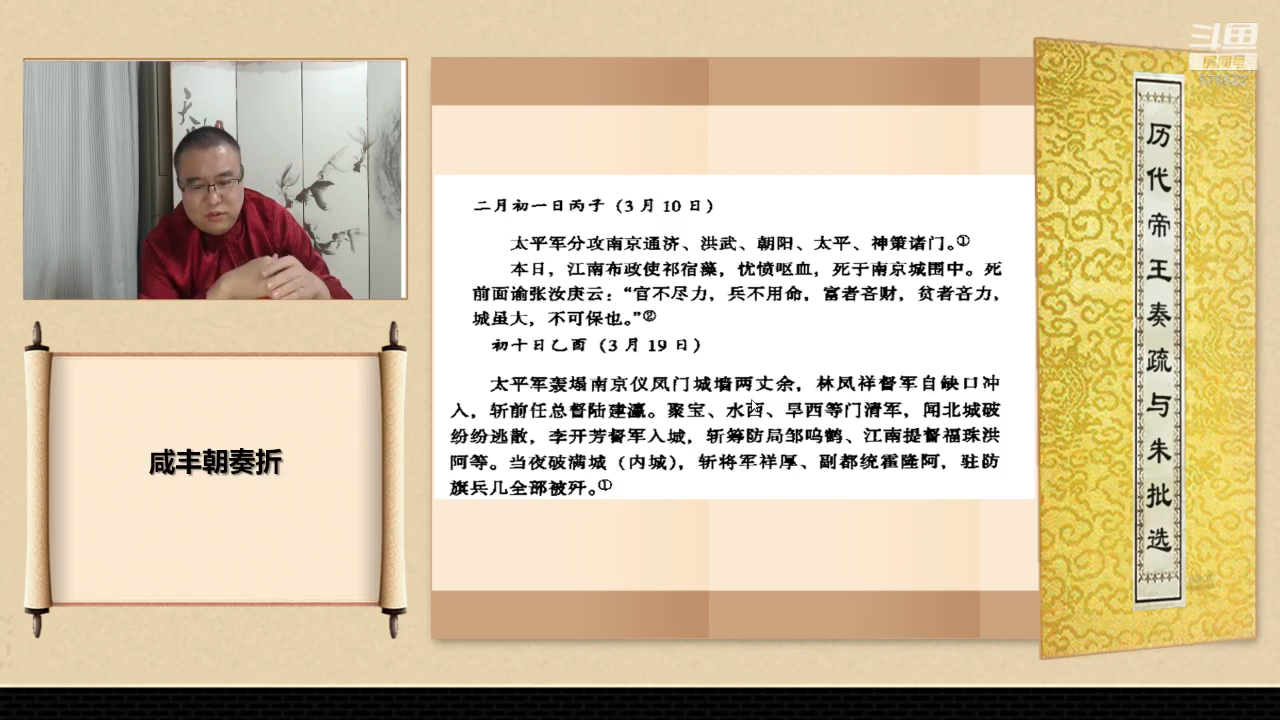 斗鱼
房间号
二月初一日丙子（3月10日）
太平军分攻南京通济、洪武、朝阳、太平、神策诸门。①
本日，江南布政使祁宿藻，忧愤呕血，死于南京城围中。死
前面谕张汝庚云：“官不尽力，兵不用命，富者吝财，贫者吝力，
城虽大，不可保也。”②
初十日乙酉（3月19日）
太平军轰塌南京仪凤门城墙两丈余，林凤祥督军自缺口冲
入，斩前任总督陆建瀛。聚宝、水西、旱西等门清军，闻北城破
纷纷逃散，李开芳督军入城，斩筹防局邹鸣鹤、江南提督福珠洪
阿等。当夜破满城（内城），斩将军祥厚、副都统霍隆阿，驻防
旗兵几全部被歼。①
咸丰朝奏折
历代帝王奏疏与朱批选